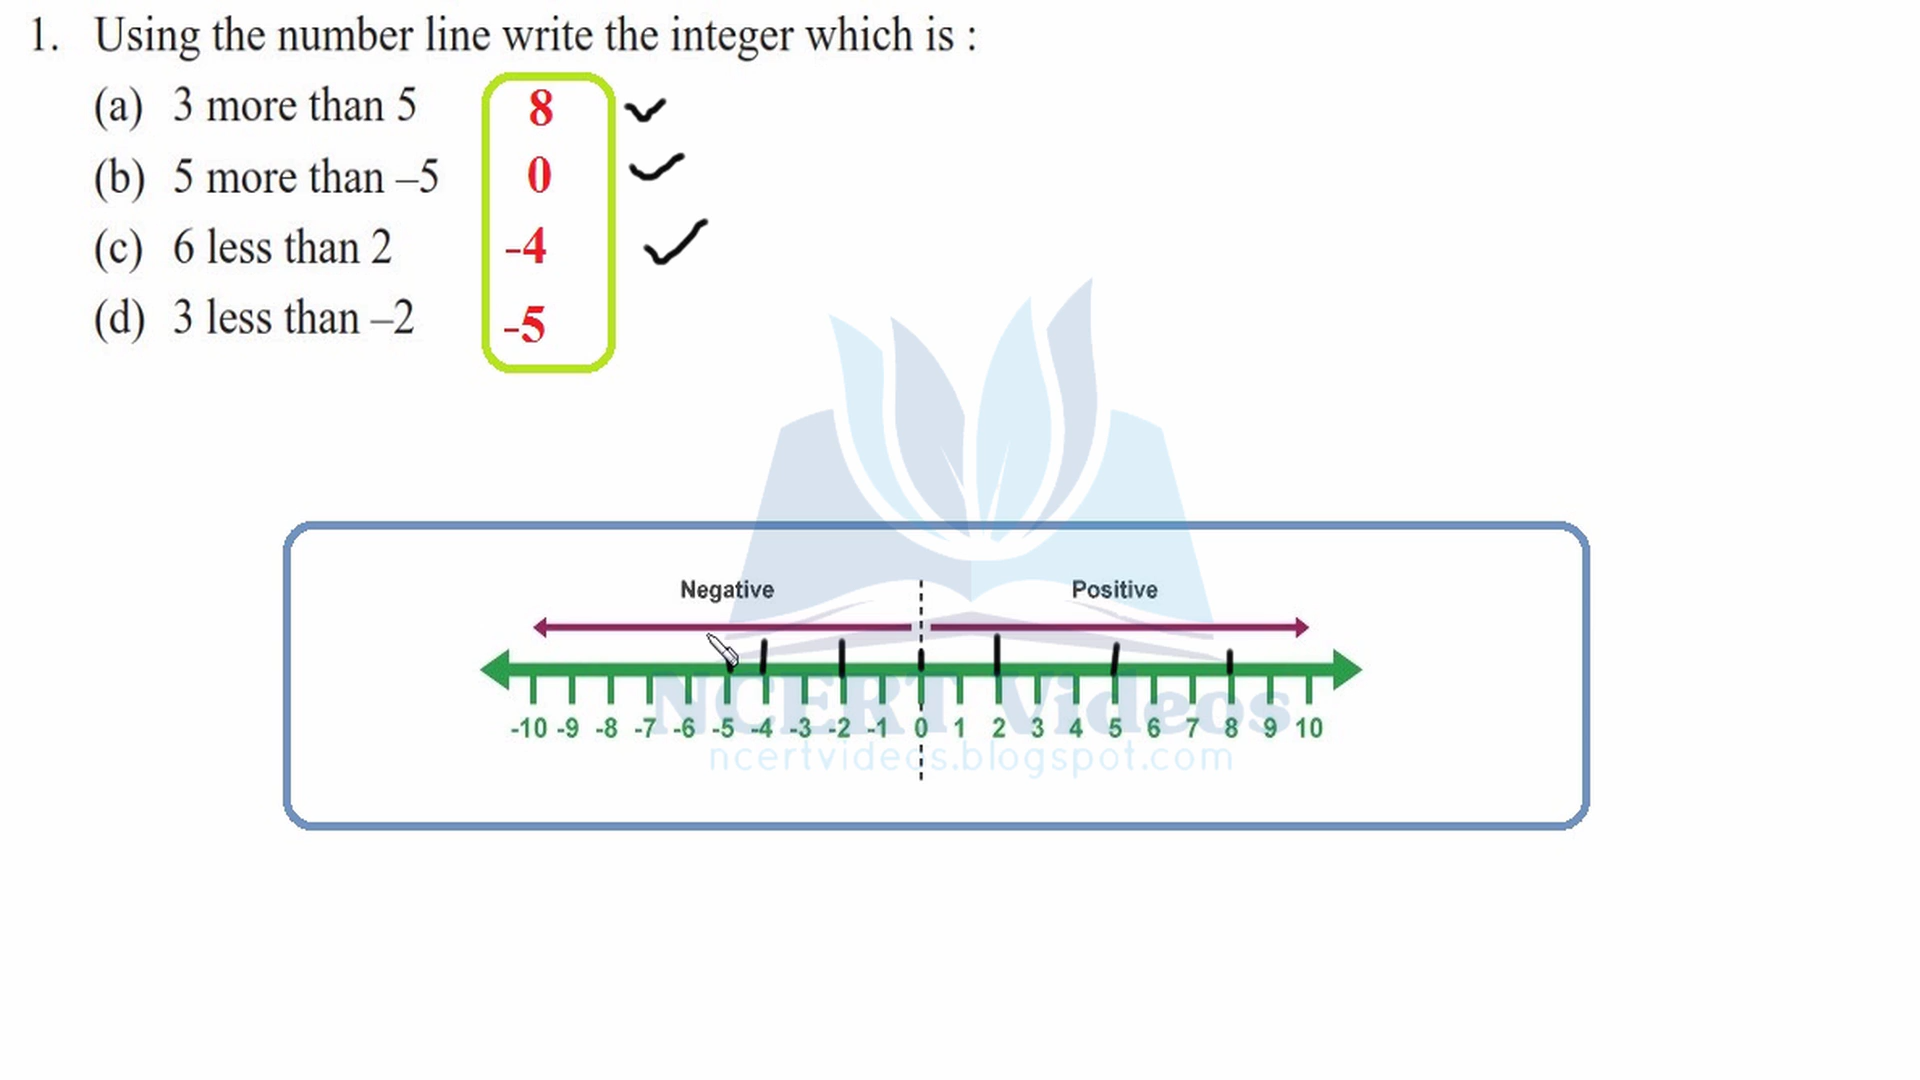 1. Using the number line write the integer which is :
(a) 3 more than 5 8
(b) 5 more than –5 0
(c) 6 less than 2 -4
(d) 3 less than –2 -5
Negative Positive
-10 -9 -8 -7 -6 -5 -4 -3 -2 -1 0 1 2 3 4 5 6 7 8 9 10
NCERT Videos
ncertvideos.blogspot.com